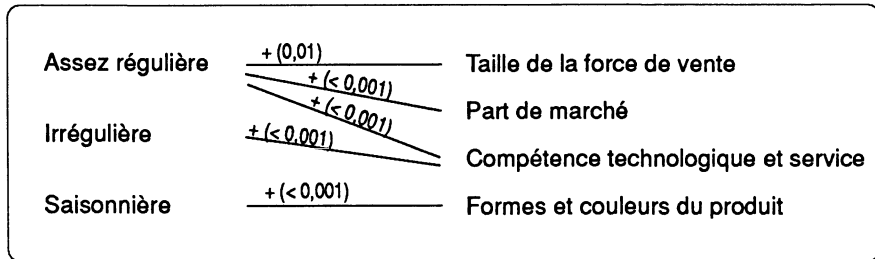 + (0,01)
Assez régulière
Taille de la force de vente
+ (< 0,001)
Part de marché
+ (< 0,001)
Irrégulière
+ (< 0,001)
Compétence technologique et service
+ (< 0,001)
Saisonnière
Formes et couleurs du produit